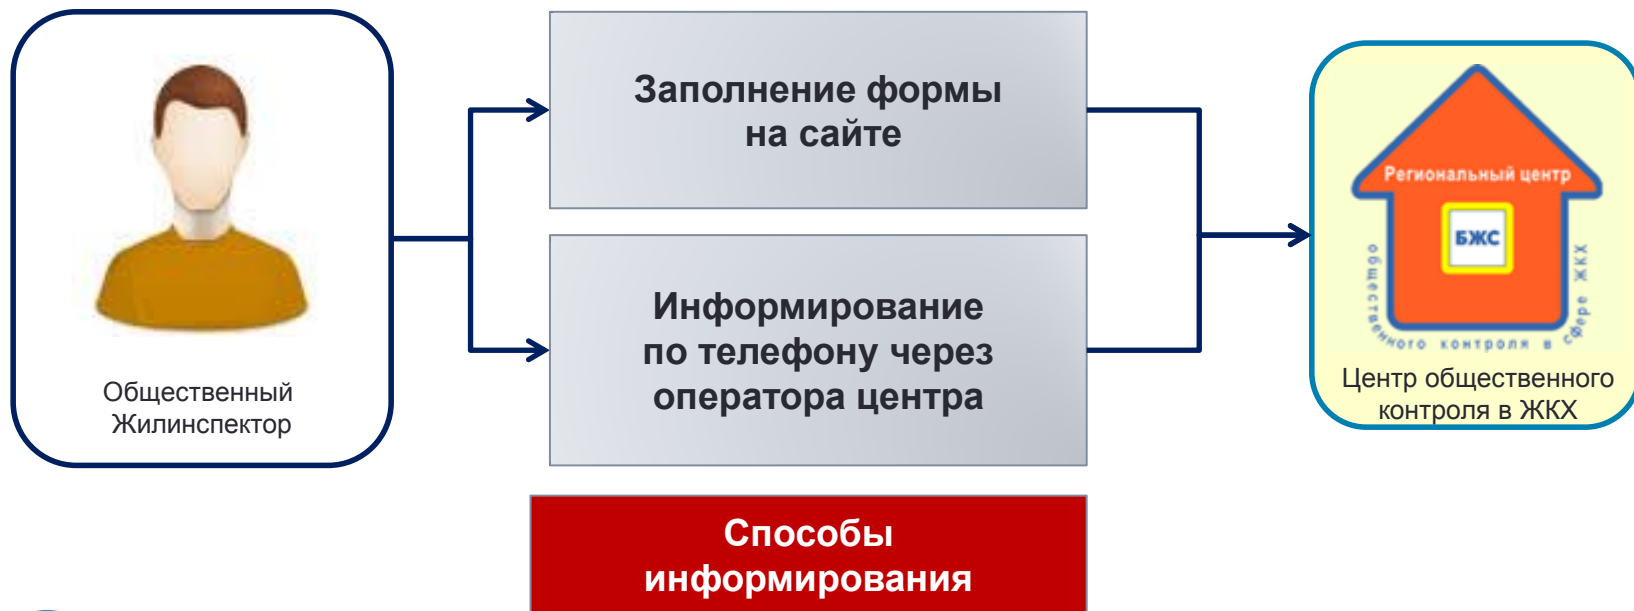 Заполнение формы
на сайте
Информирование
по телефону через
оператора центра
Способы
информирования
Общественный
Жилинспектор
Региональный центр
БЖС
общественного контроля в сфере ЖКХ
Центр общественного
контроля в ЖКХ